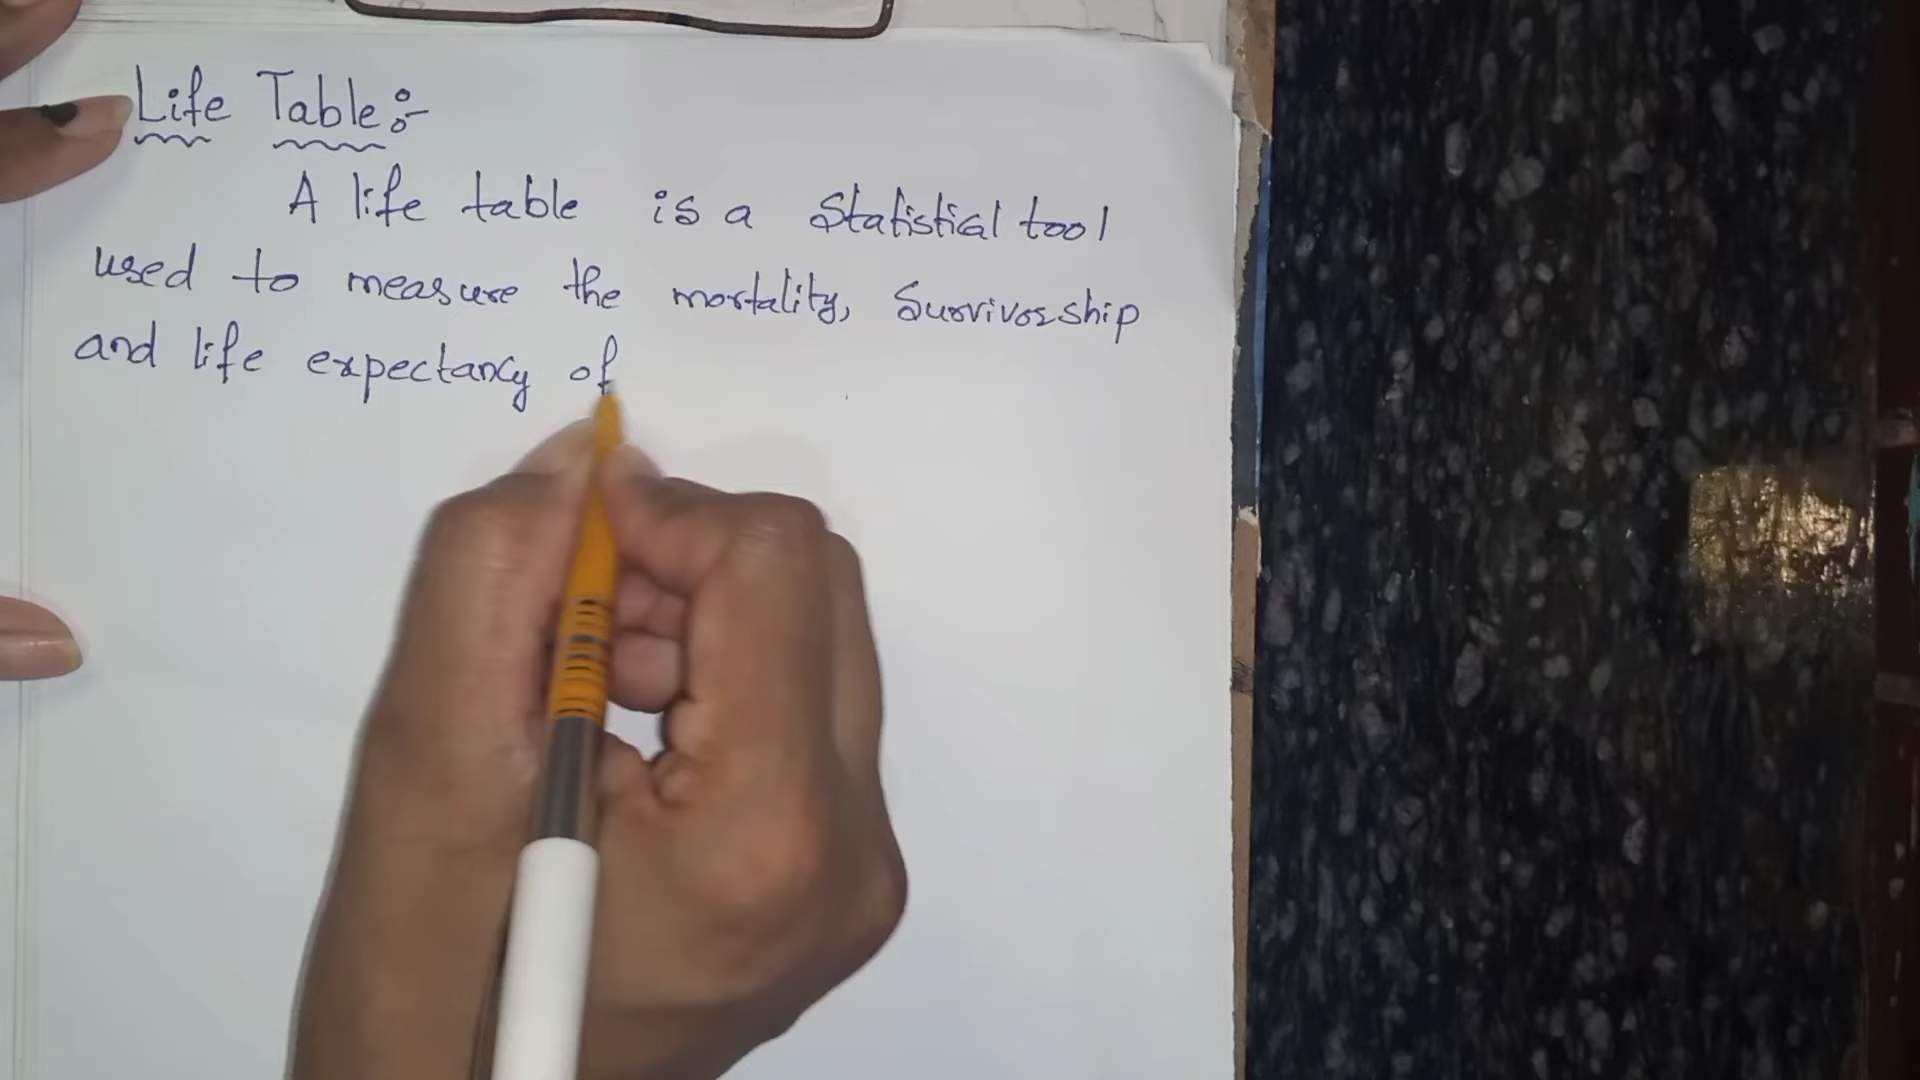 Life Table:-
A life table is a Statistical tool
used to measure the mortality, Survivorship
and life expectancy of